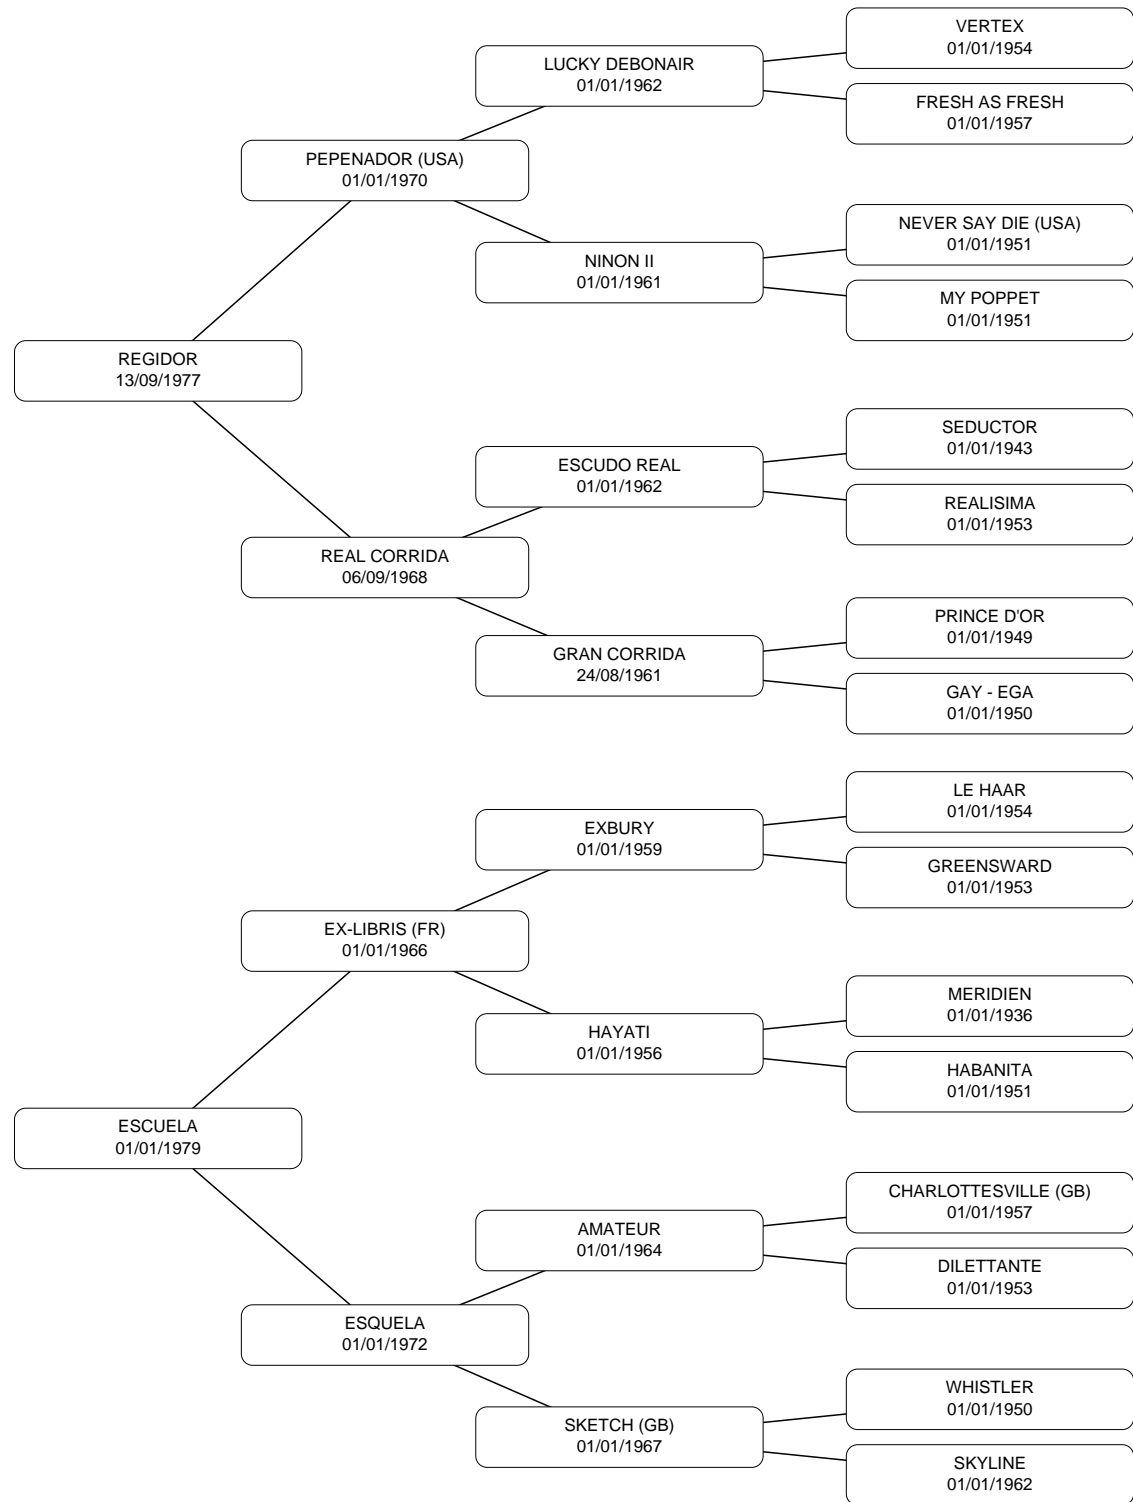 VERTEX
01/01/1954
LUCKY DEBONAIR
01/01/1962
FRESH AS FRESH
01/01/1957
PEPENADOR (USA)
01/01/1970
NEVER SAY DIE (USA)
01/01/1951
NINON II
01/01/1961
MY POPPET
01/01/1951
REGIDOR
13/09/1977
SEDUCTOR
01/01/1943
ESCUDO REAL
01/01/1962
REALISIMA
01/01/1953
REAL CORRIDA
06/09/1968
PRINCE D'OR
01/01/1949
GRAN CORRIDA
24/08/1961
GAY - EGA
01/01/1950
LE HAAR
01/01/1954
EXBURY
01/01/1959
GREENSWARD
01/01/1953
EX-LIBRIS (FR)
01/01/1966
MERIDIEN
01/01/1936
HAYATI
01/01/1956
HABANITA
01/01/1951
ESCUELA
01/01/1979
CHARLOTTESVILLE (GB)
01/01/1957
AMATEUR
01/01/1964
DILETTANTE
01/01/1953
ESQUELA
01/01/1972
WHISTLER
01/01/1950
SKETCH (GB)
01/01/1967
SKYLINE
01/01/1962